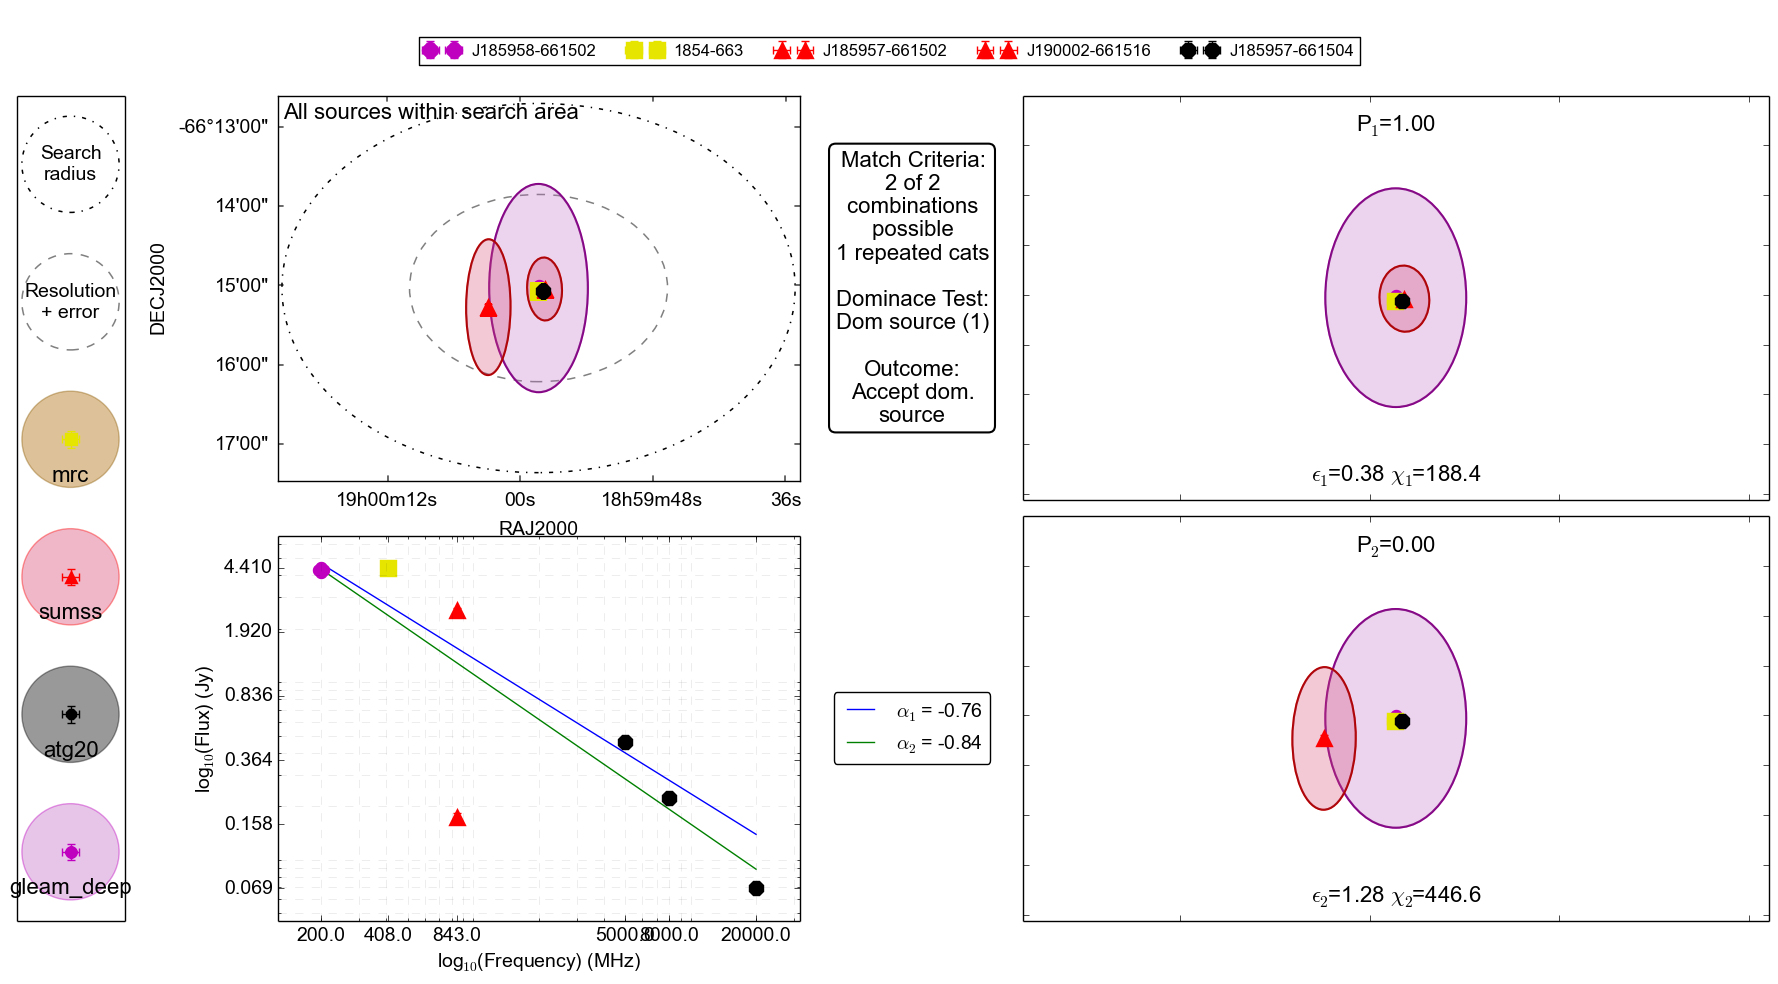 J185958-661502 1854-663 J185957-661502 J190002-661516 J185957-661504
Search
radius
Resolution
+ error
mrc
sumss
atg20
gleam_deep
All sources within search area
DECJ2000
-66°13'00"
14'00"
15'00"
16'00"
17'00"
19h00m12s 00s 18h59m48s 36s
RAJ2000
Match Criteria:
2 of 2
combinations
possible
1 repeated cats
Dominace Test:
Dom source (1)
Outcome:
Accept dom.
source
P₁=1.00
ϵ₁=0.38 χ₁=188.4
log₁₀(Flux) (Jy)
4.410
1.920
0.836
0.364
0.158
0.069
200.0 408.0 843.0 5000.0 8000.0 20000.0
log₁₀(Frequency) (MHz)
α₁ = -0.76
α₂ = -0.84
P₂=0.00
ϵ₂=1.28 χ₂=446.6